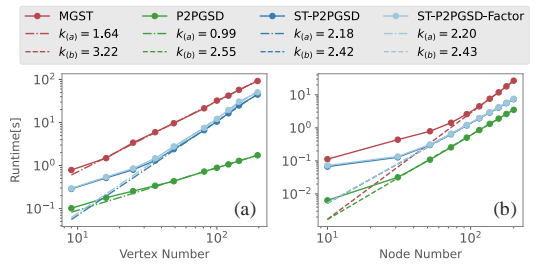 MGST P2PGSD ST-P2PGSD ST-P2PGSD-Factor
k(a)=1.64 k(a)=0.99 k(a)=2.18 k(a)=2.20
k(b)=3.22 k(b)=2.55 k(b)=2.42 k(b)=2.43
Runtime[s]
10² 10¹ 10⁰ 10⁻¹
(a)
10¹ 10²
Vertex Number
10¹ 10⁰ 10⁻¹ 10⁻²
(b)
10¹ 10²
Node Number